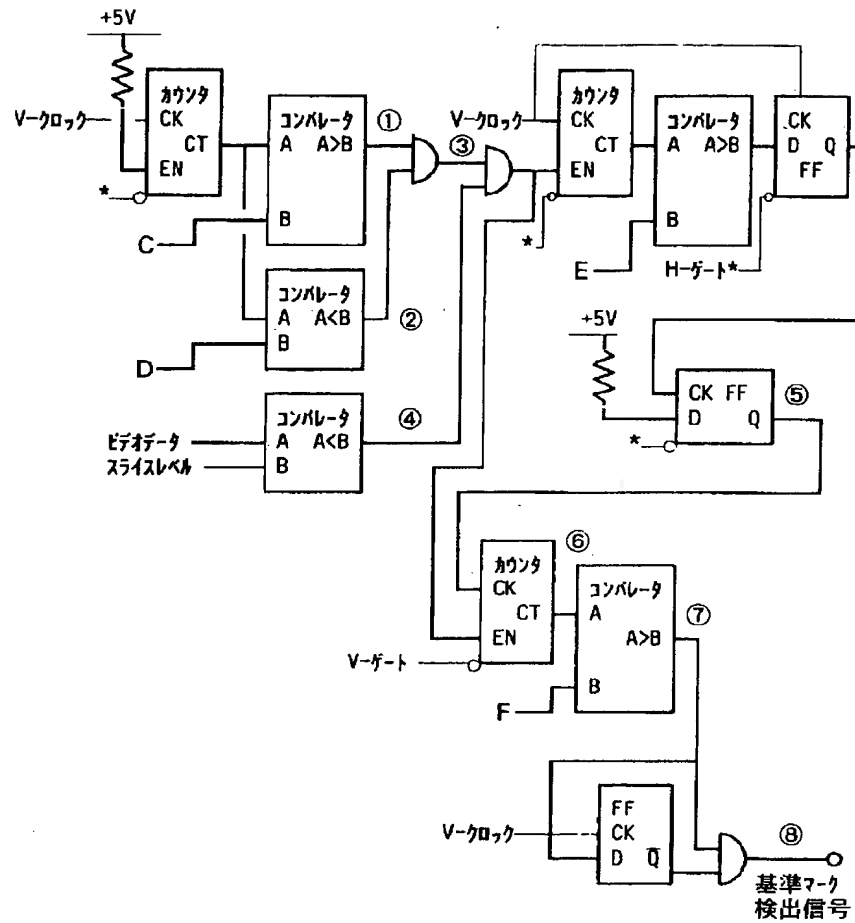 +5V
カウンタ
V-クロック
CK
CT
EN
*
コンパレータ
A A>B
B
C
①
③
コンパレータ
A A<B
B
D
②
コンパレータ
A A<B
B
ビデオデータ
スライスレベル
④
V-クロック
カウンタ
CK
CT
EN
*
コンパレータ
A A>B
B
E
CK
D Q
FF
H-ゲート*
+5V
CK FF
D Q
*
⑤
カウンタ
CK
CT
EN
⑥
V-ゲート
コンパレータ
A
A>B
B
F
⑦
FF
CK
D Q̅
V-クロック
⑧
基準マーク
検出信号